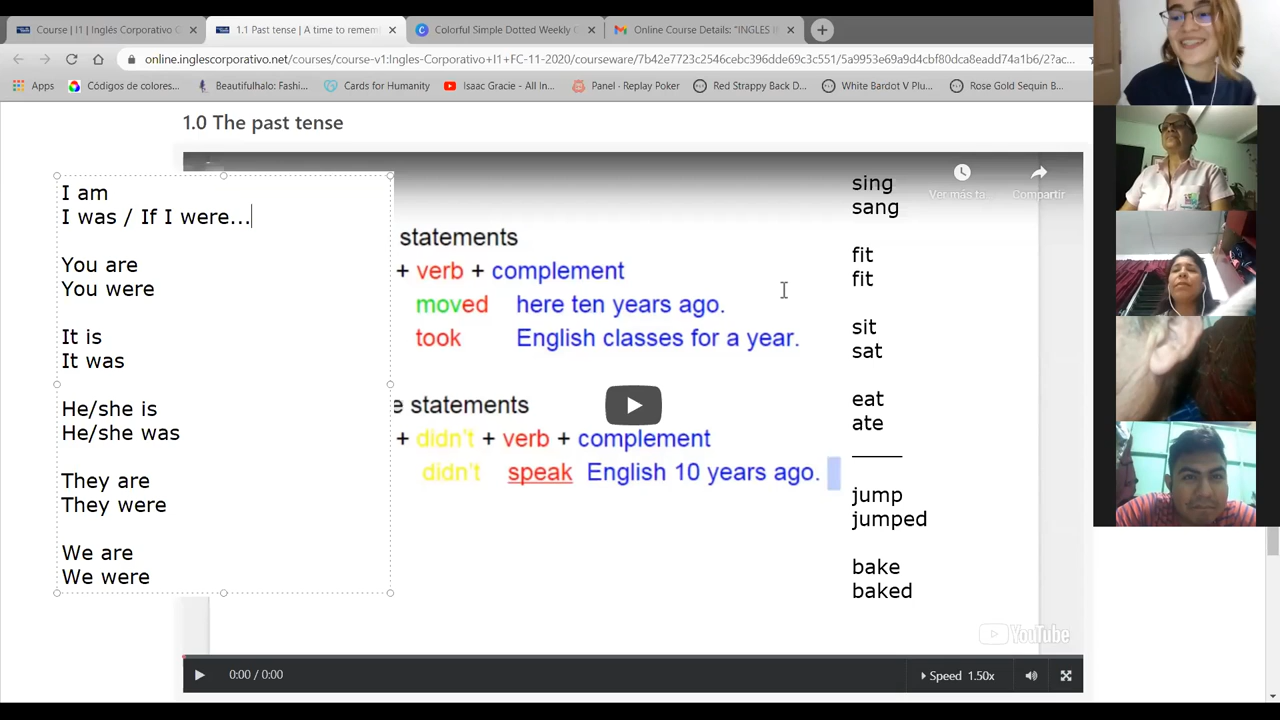 Course | I1 | Inglés Corporativo C
1.1 Past tense | A time to rememb
Colorful Simple Dotted Weekly C
Online Course Details: "INGLES I
online.inglescorporativo.net/courses/course-v1:Ingles-Corporativo+I1+FC-11-2020/courseware/7b42e7723c2546cebc396dde69c3c551/5a9953e69a9d4cbf80dca8eadd74a1b6/2?ac...
Apps
Códigos de colores...
Beautifulhalo: Fashi...
Cards for Humanity
Isaac Gracie - All In...
Panel · Replay Poker
Red Strappy Back D...
White Bardot V Plu...
Rose Gold Sequin B...
1.0 The past tense
I am
I was / If I were...
You are
You were
It is
It was
He/she is
He/she was
They are
They were
We are
We were
statements
+ verb + complement
moved here ten years ago.
took English classes for a year.
e statements
+ didn't + verb + complement
didn't speak English 10 years ago.
Ver más ta...
Compartir
sing
sang
fit
fit
sit
sat
eat
ate
jump
jumped
bake
baked
YouTube
0:00 / 0:00
Speed 1.50x